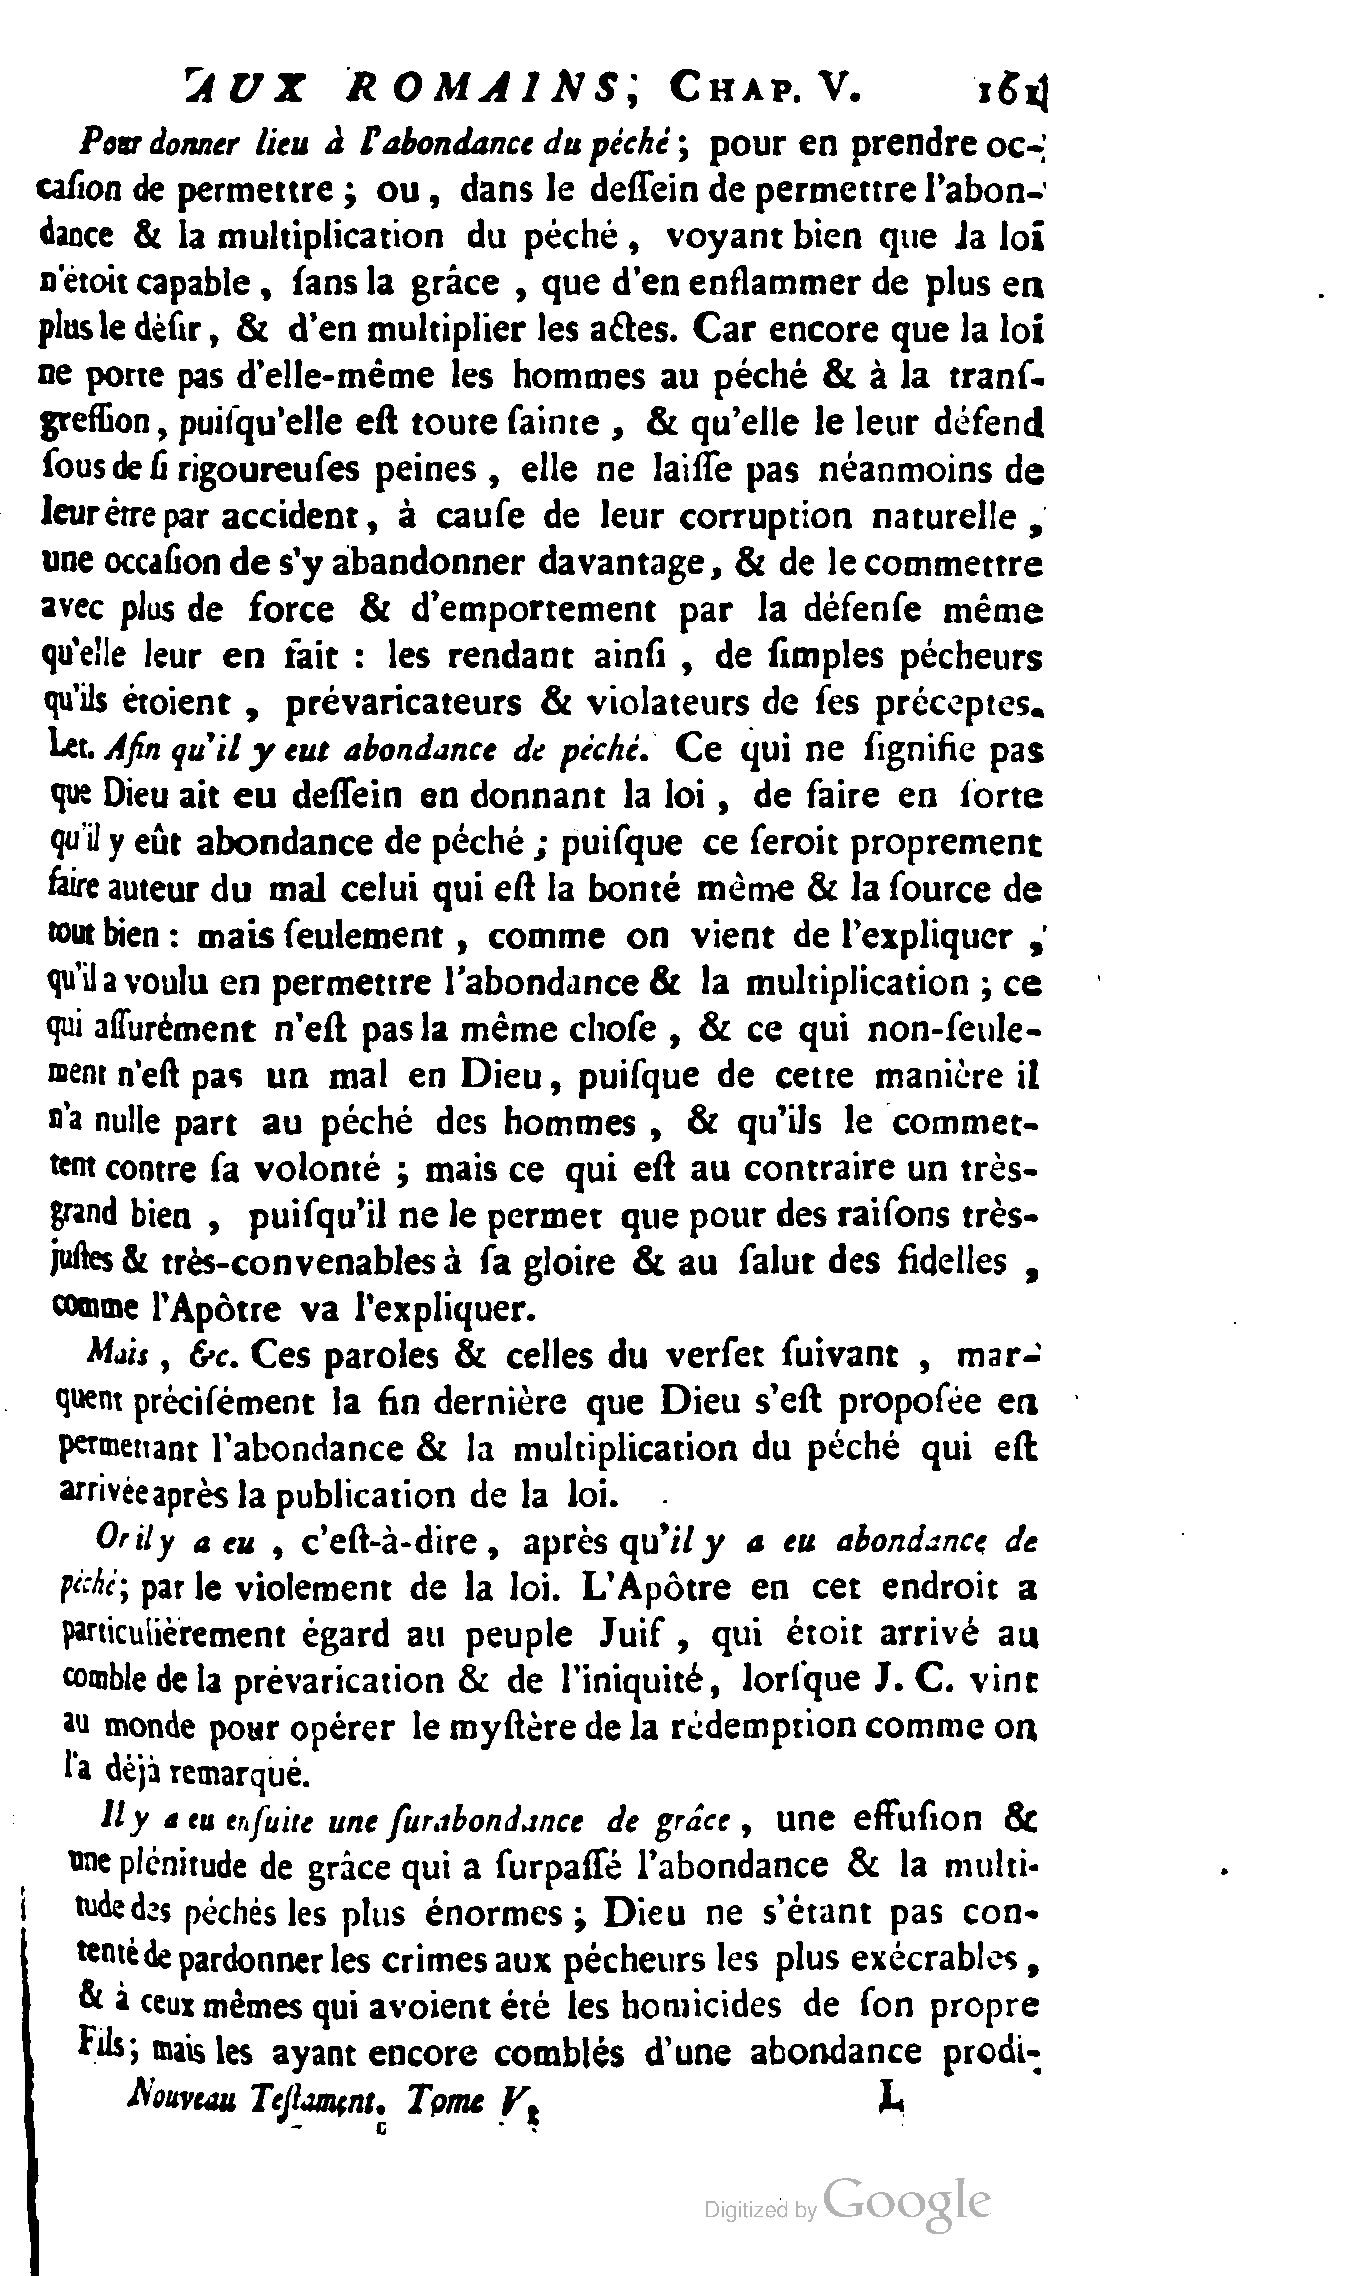 AUX ROMAINS, CHAP. V. 161
Pour donner lieu à l'abondance du péché ; pour en prendre oc-
caſion de permettre ; ou, dans le deſſein de permettre l'abon-
dance & la multiplication du péché, voyant bien que la loi
n'étoit capable, ſans la grâce, que d'en enflammer de plus en
plus le déſir, & d'en multiplier les actes. Car encore que la loi
ne porte pas d'elle-même les hommes au péché & à la tranſ-
greſſion, puiſqu'elle eſt toute ſainte, & qu'elle le leur défend
ſous de ſi rigoureuſes peines, elle ne laiſſe pas néanmoins de
leur être par accident, à cauſe de leur corruption naturelle,
une occaſion de s'y abandonner davantage, & de le commettre
avec plus de force & d'emportement par la défenſe même
qu'elle leur en fait : les rendant ainſi, de ſimples pécheurs
qu'ils étoient, prévaricateurs & violateurs de ſes préceptes.
Let. Afin qu'il y eut abondance de péché. Ce qui ne ſignifie pas
que Dieu ait eu deſſein en donnant la loi, de faire en ſorte
qu'il y eût abondance de péché ; puiſque ce ſeroit proprement
faire auteur du mal celui qui eſt la bonté même & la ſource de
tout bien : mais ſeulement, comme on vient de l'expliquer,
qu'il a voulu en permettre l'abondance & la multiplication ; ce
qui aſſurément n'eſt pas la même choſe, & ce qui non-ſeule-
ment n'eſt pas un mal en Dieu, puiſque de cette manière il
n'a nulle part au péché des hommes, & qu'ils le commet-
tent contre ſa volonté ; mais ce qui eſt au contraire un très-
grand bien, puiſqu'il ne le permet que pour des raiſons très-
juſtes & très-convenables à ſa gloire & au ſalut des fidelles,
comme l'Apôtre va l'expliquer.
Mais, &c. Ces paroles & celles du verſet ſuivant, mar-
quent préciſément la fin dernière que Dieu s'eſt propoſée en
permettant l'abondance & la multiplication du péché qui eſt
arrivée après la publication de la loi.
Or il y a eu, c'eſt-à-dire, après qu'il y a eu abondance de
péché ; par le violement de la loi. L'Apôtre en cet endroit a
particulièrement égard au peuple Juif, qui étoit arrivé au
comble de la prévarication & de l'iniquité, lorſque J. C. vint
au monde pour opérer le myſtère de la rédemption comme on
l'a déjà remarqué.
Il y a eu enſuite une ſurabondance de grâce, une effuſion &
une plénitude de grâce qui a ſurpaſſé l'abondance & la multi-
tude des péchés les plus énormes ; Dieu ne s'étant pas con-
tenté de pardonner les crimes aux pécheurs les plus exécrables,
& à ceux mêmes qui avoient été les homicides de ſon propre
Fils ; mais les ayant encore comblés d'une abondance prodi-
Nouveau Teſtament. Tome V. L
Digitized by Google